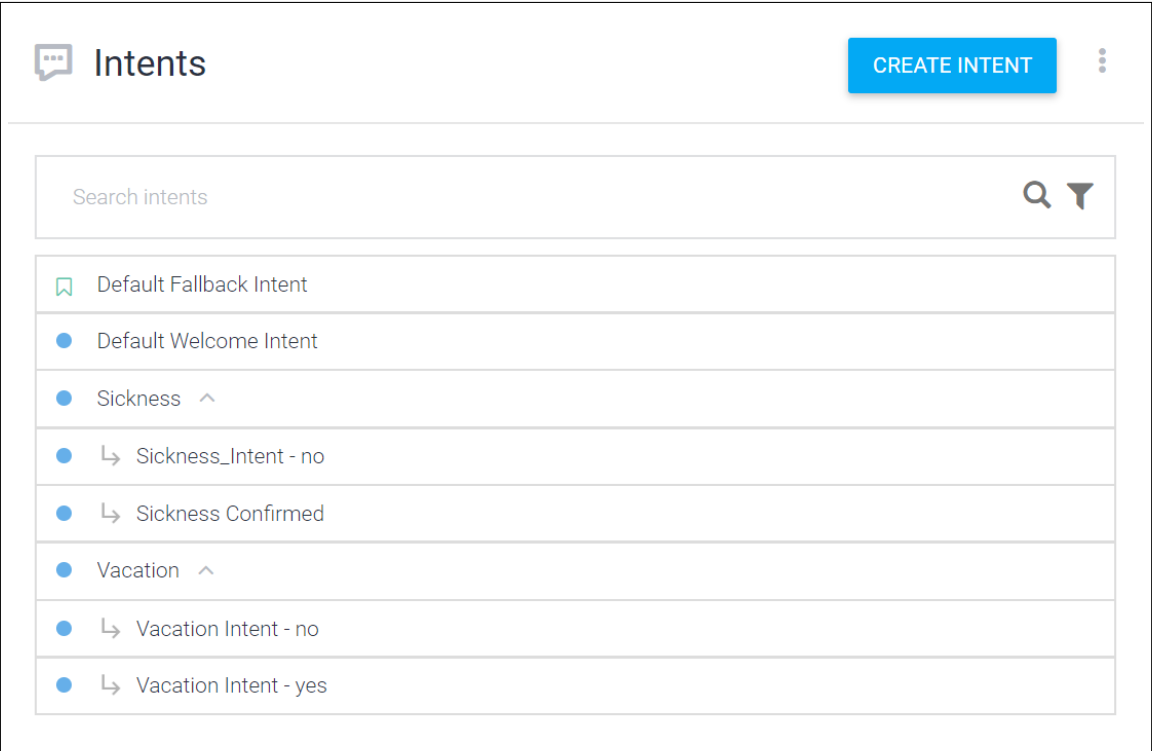 Intents
CREATE INTENT
Search intents
Default Fallback Intent
Default Welcome Intent
Sickness
Sickness_Intent - no
Sickness Confirmed
Vacation
Vacation Intent - no
Vacation Intent - yes